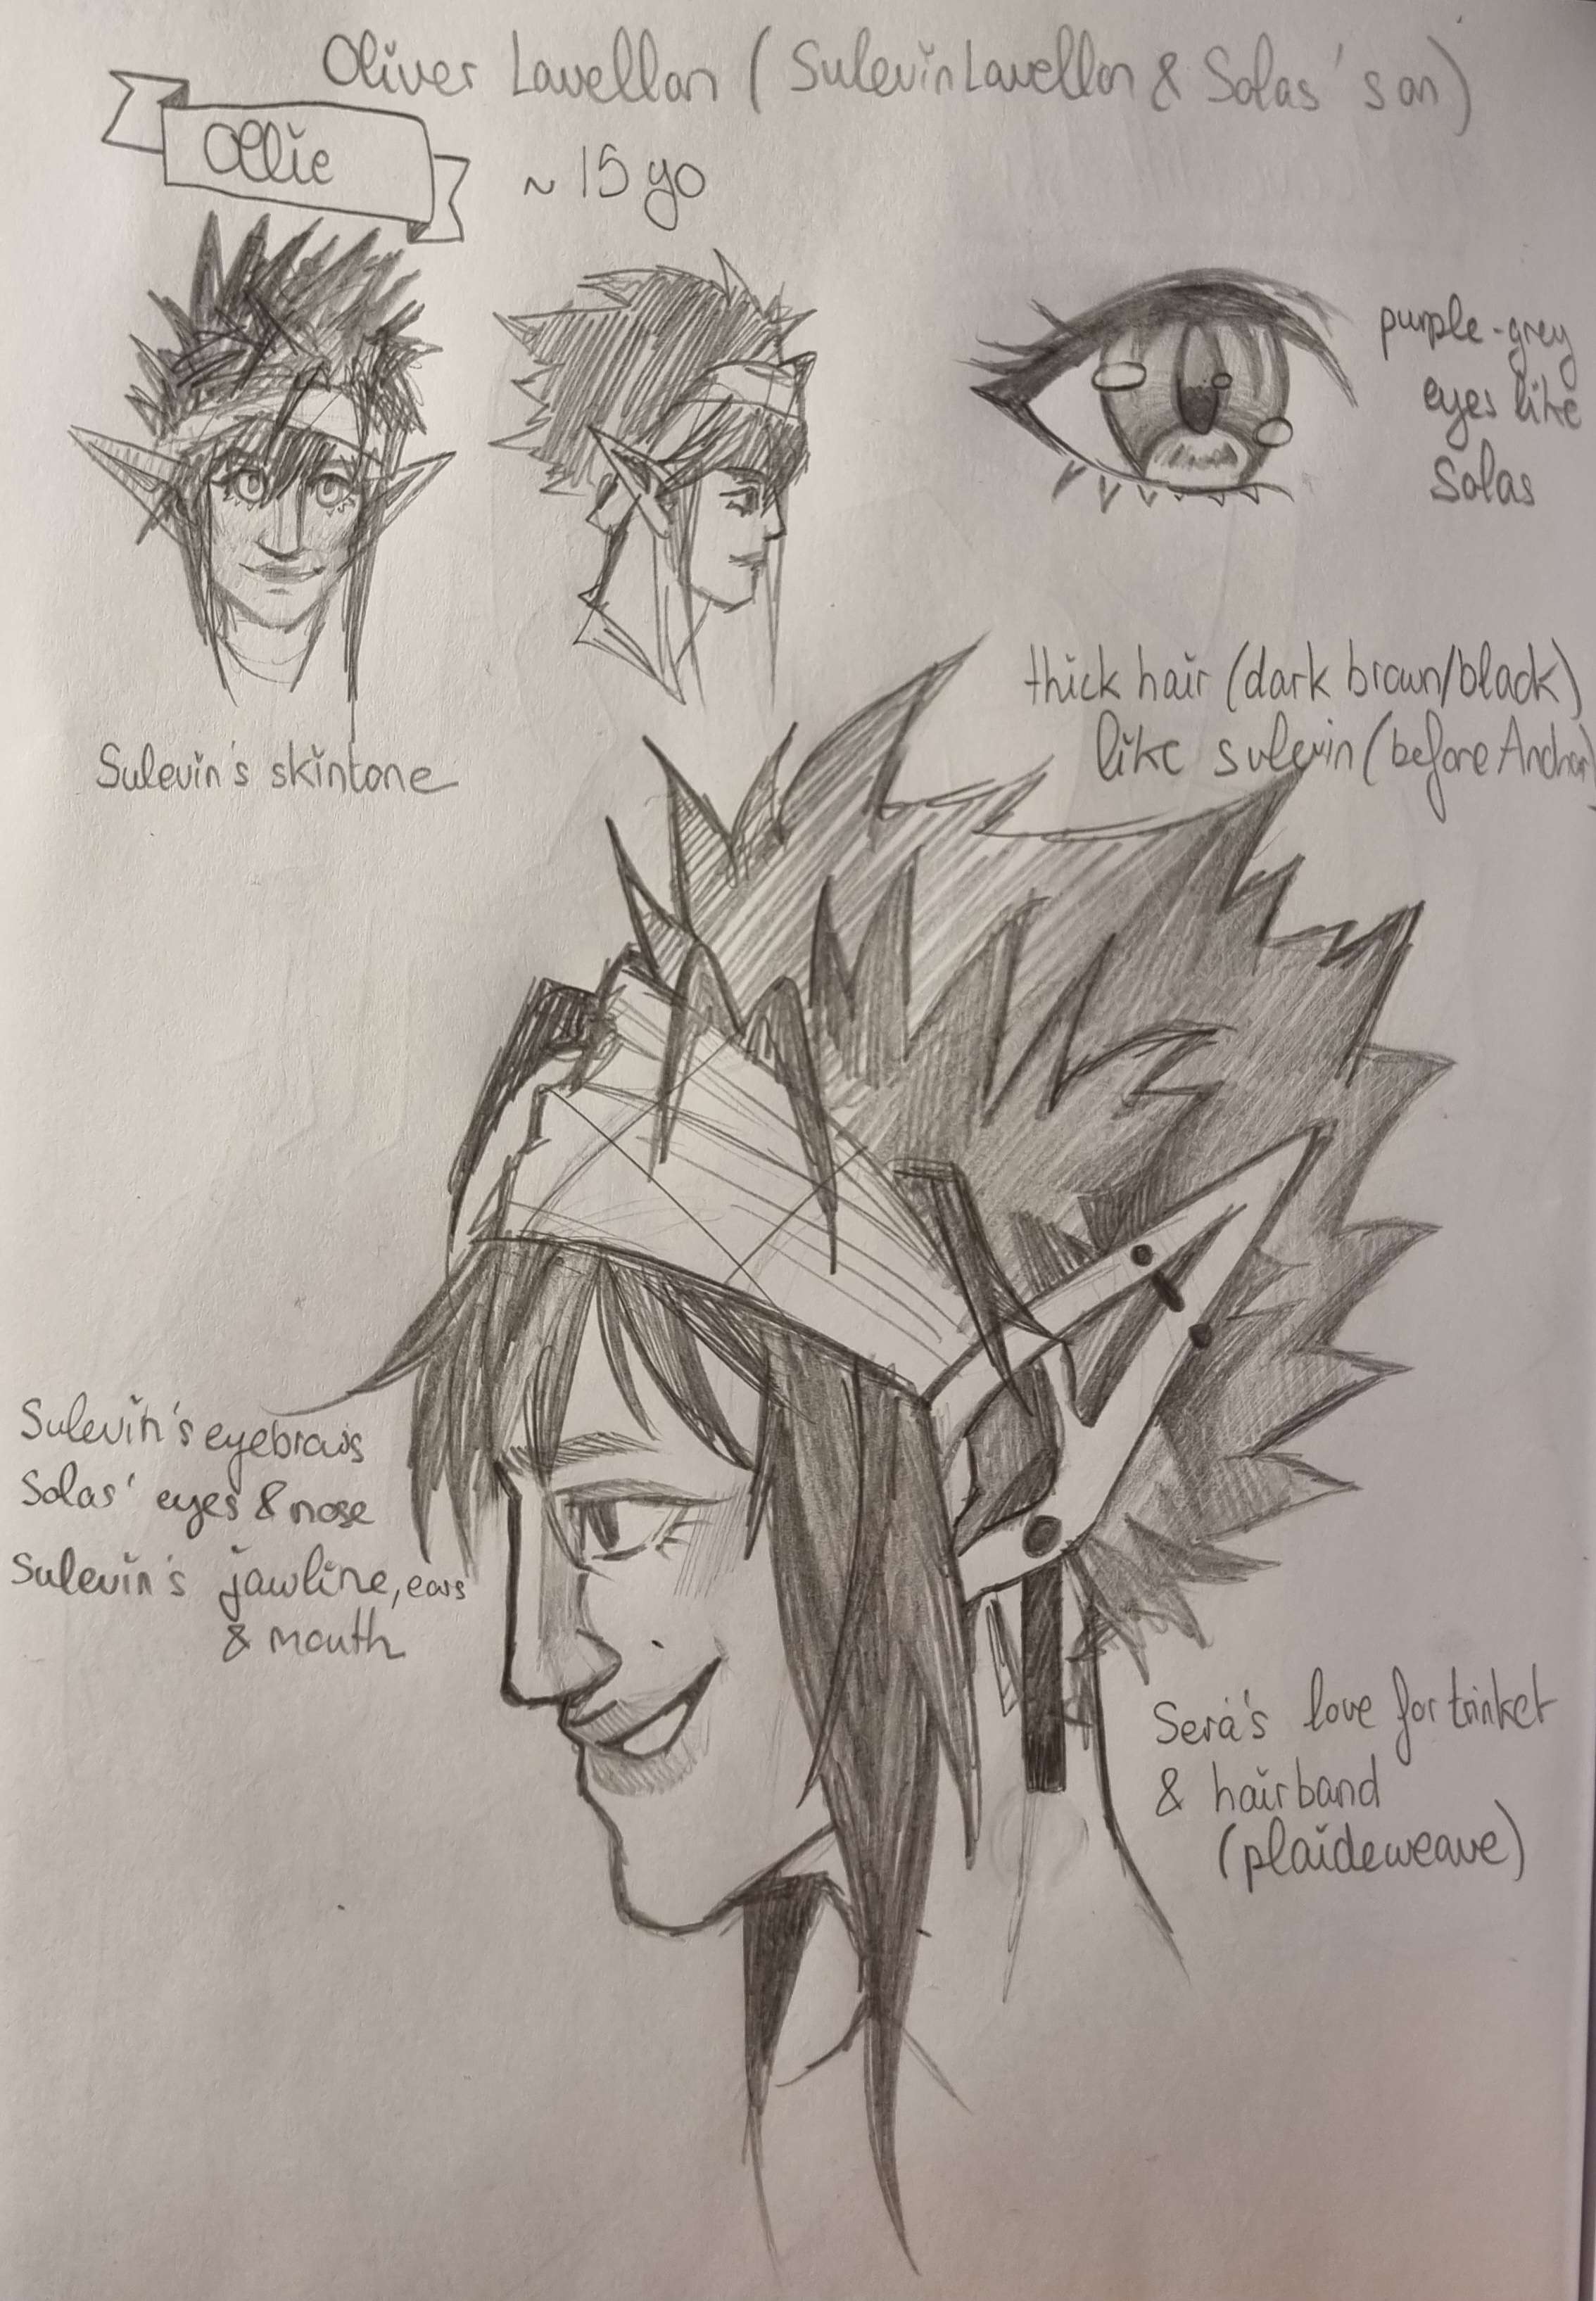 Oliver Lavellan (Sulevin Lavellan & Solas' son)
Ollie
~ 15 yo
purple-grey
eyes like
Solas
Sulevin's skintone
thick hair (dark brown/black)
like sulevin (before Anchor)
Sulevin's eyebrows
Solas' eyes & nose
Sulevin's jawline, ears
& mouth
Sera's love for trinket
& hairband
(plaideweave)